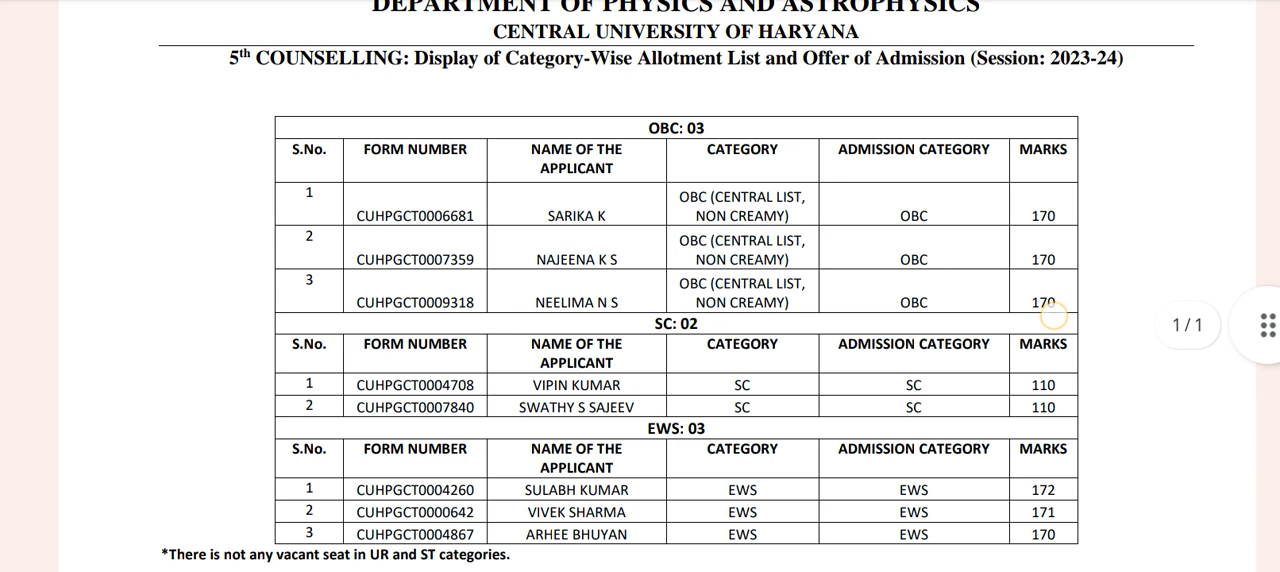 DEPARTMENT OF PHYSICS AND ASTROPHYSICS
CENTRAL UNIVERSITY OF HARYANA
5th COUNSELLING: Display of Category-Wise Allotment List and Offer of Admission (Session: 2023-24)
OBC: 03
S.No. FORM NUMBER NAME OF THE APPLICANT CATEGORY ADMISSION CATEGORY MARKS
1 CUHPGCT0006681 SARIKA K OBC (CENTRAL LIST, NON CREAMY) OBC 170
2 CUHPGCT0007359 NAJEENA K S OBC (CENTRAL LIST, NON CREAMY) OBC 170
3 CUHPGCT0009318 NEELIMA N S OBC (CENTRAL LIST, NON CREAMY) OBC 170
SC: 02
S.No. FORM NUMBER NAME OF THE APPLICANT CATEGORY ADMISSION CATEGORY MARKS
1 CUHPGCT0004708 VIPIN KUMAR SC SC 110
2 CUHPGCT0007840 SWATHY S SAJEEV SC SC 110
EWS: 03
S.No. FORM NUMBER NAME OF THE APPLICANT CATEGORY ADMISSION CATEGORY MARKS
1 CUHPGCT0004260 SULABH KUMAR EWS EWS 172
2 CUHPGCT0000642 VIVEK SHARMA EWS EWS 171
3 CUHPGCT0004867 ARHEE BHUYAN EWS EWS 170
*There is not any vacant seat in UR and ST categories.
1 / 1